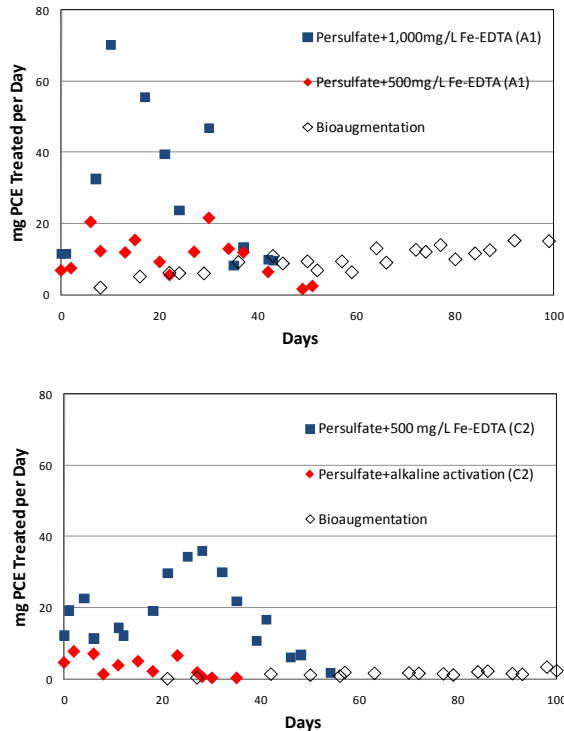 80
Persulfate+1,000mg/L Fe-EDTA (A1)
Persulfate+500mg/L Fe-EDTA (A1)
Bioaugmentation
60
40
20
0
mg PCE Treated per Day
0 20 40 60 80 100
Days
80
Persulfate+500 mg/L Fe-EDTA (C2)
Persulfate+alkaline activation (C2)
Bioaugmentation
60
40
20
0
mg PCE Treated per Day
0 20 40 60 80 100
Days